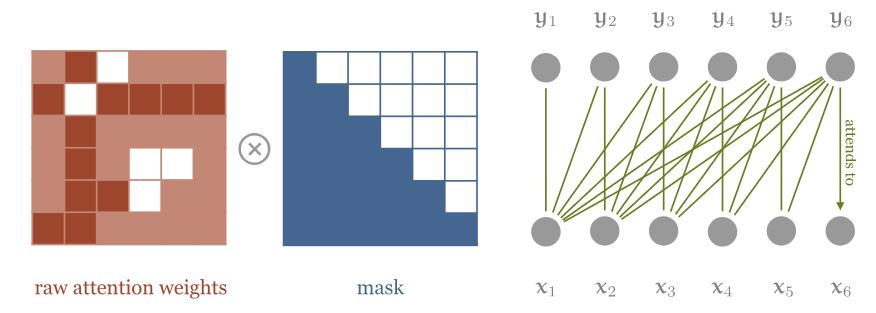 y1 y2 y3 y4 y5 y6
attends to
x1 x2 x3 x4 x5 x6
raw attention weights
mask